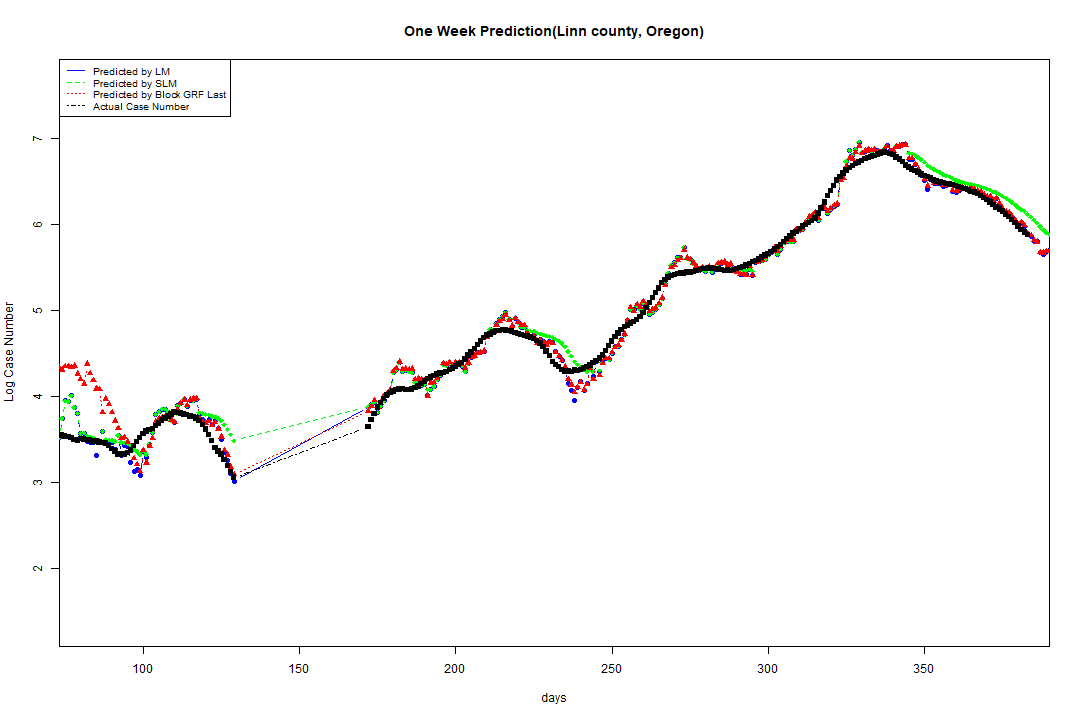 One Week Prediction(Linn county, Oregon)
Predicted by LM
Predicted by SLM
Predicted by Block GRF Last
Actual Case Number
7
6
5
4
3
2
Log Case Number
100 150 200 250 300 350
days